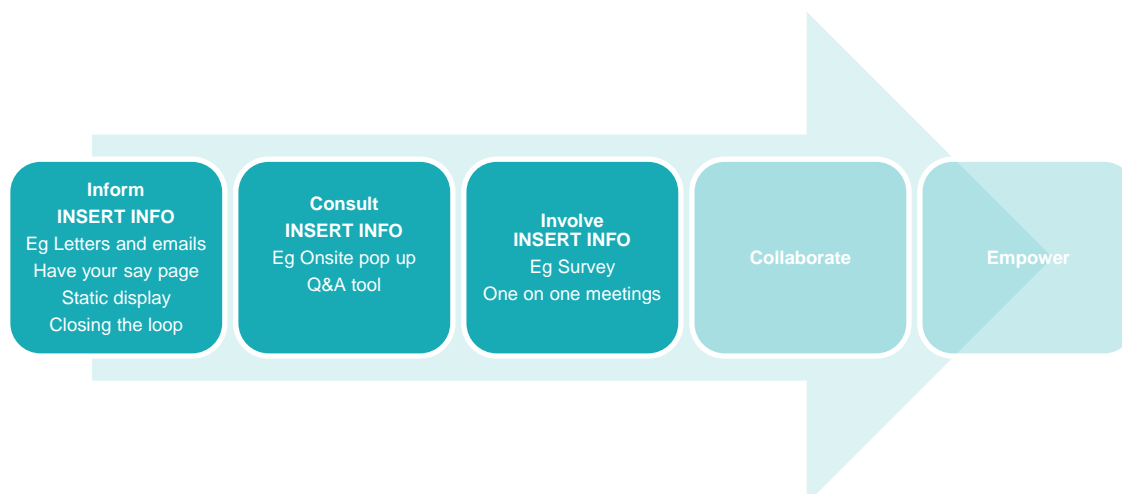 Inform
INSERT INFO
Eg Letters and emails
Have your say page
Static display
Closing the loop
Consult
INSERT INFO
Eg Onsite pop up
Q&A tool
Involve
INSERT INFO
Eg Survey
One on one meetings
Collaborate
Empower